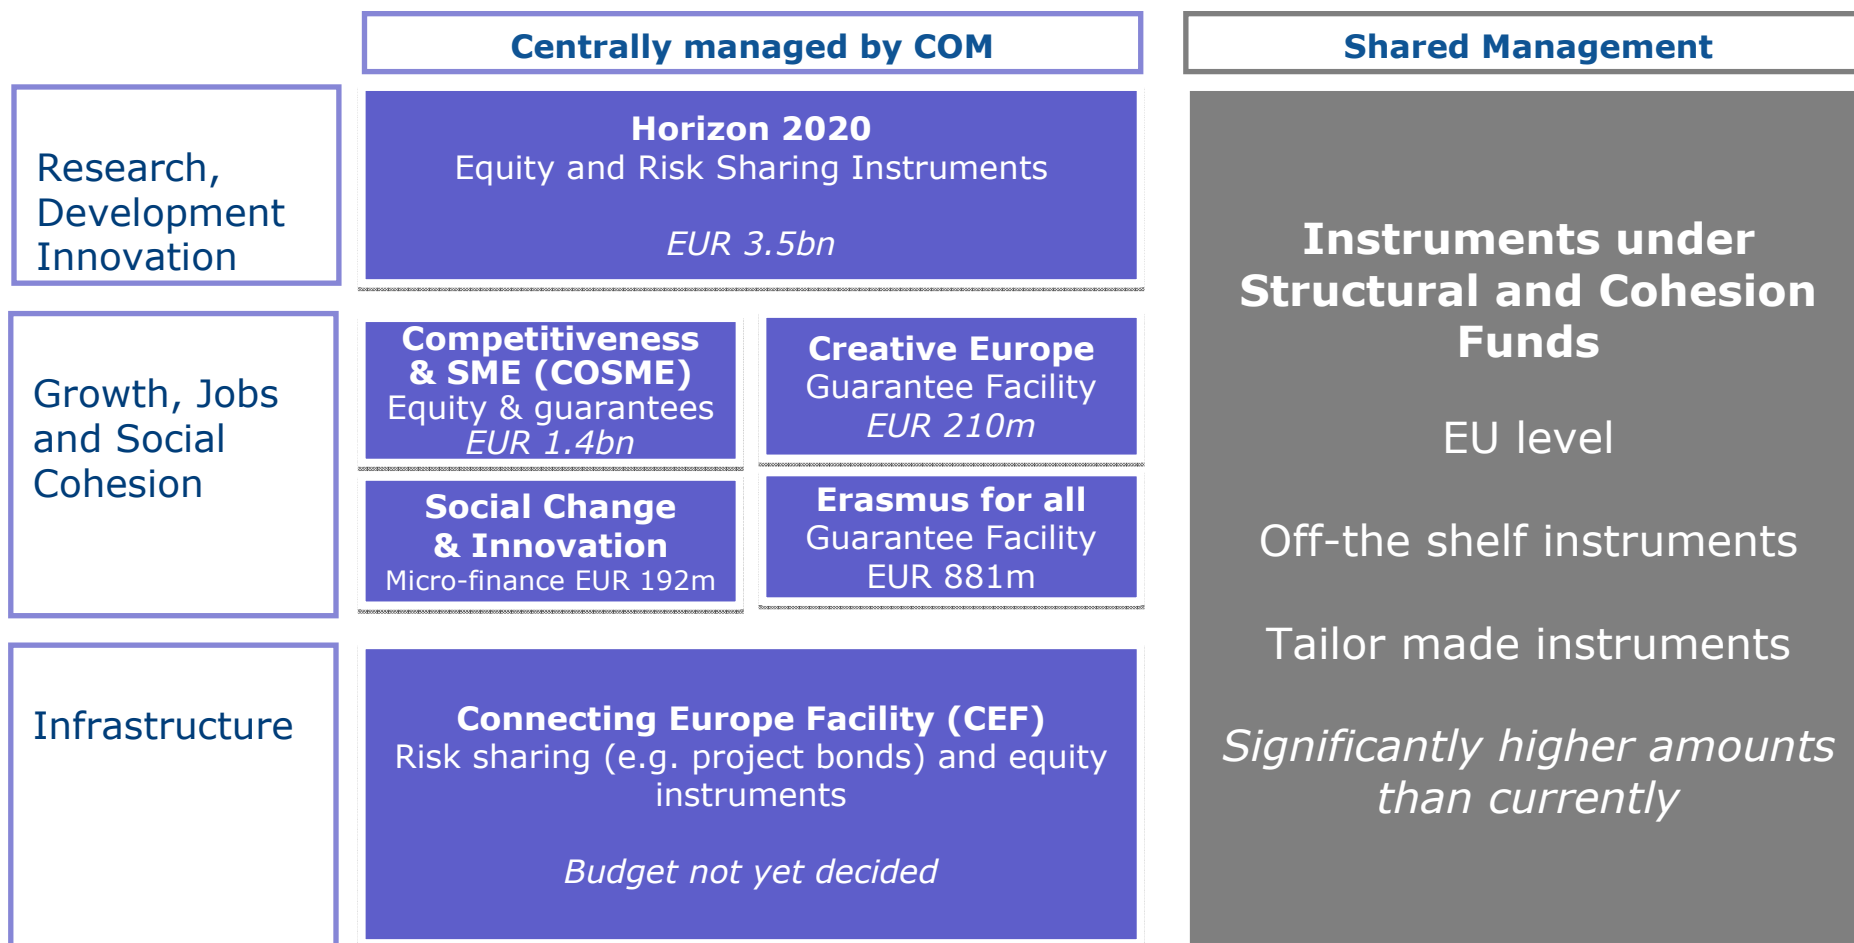 Centrally managed by COM
Shared Management
Research,
Development
Innovation
Horizon 2020
Equity and Risk Sharing Instruments
EUR 3.5bn
Growth, Jobs
and Social
Cohesion
Competitiveness
& SME (COSME)
Equity & guarantees
EUR 1.4bn
Creative Europe
Guarantee Facility
EUR 210m
Social Change
& Innovation
Micro-finance EUR 192m
Erasmus for all
Guarantee Facility
EUR 881m
Infrastructure
Connecting Europe Facility (CEF)
Risk sharing (e.g. project bonds) and equity
instruments
Budget not yet decided
Instruments under
Structural and Cohesion
Funds
EU level
Off-the shelf instruments
Tailor made instruments
Significantly higher amounts
than currently